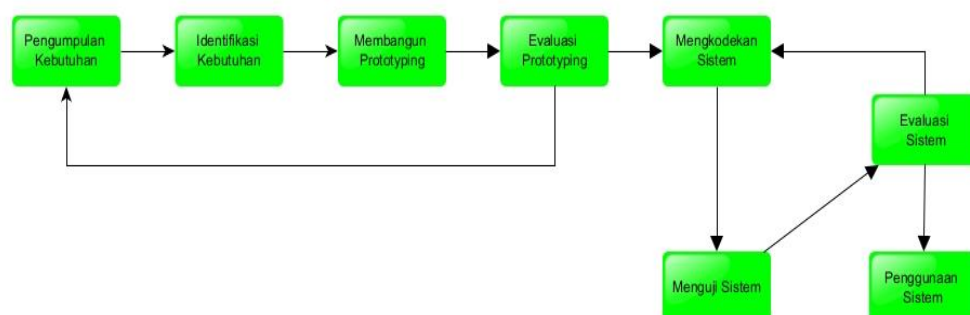 Pengumpulan
Kebutuhan
Identifikasi
Kebutuhan
Membangun
Prototyping
Evaluasi
Prototyping
Mengkodekan
Sistem
Evaluasi
Sistem
Menguji Sistem
Penggunaan
Sistem